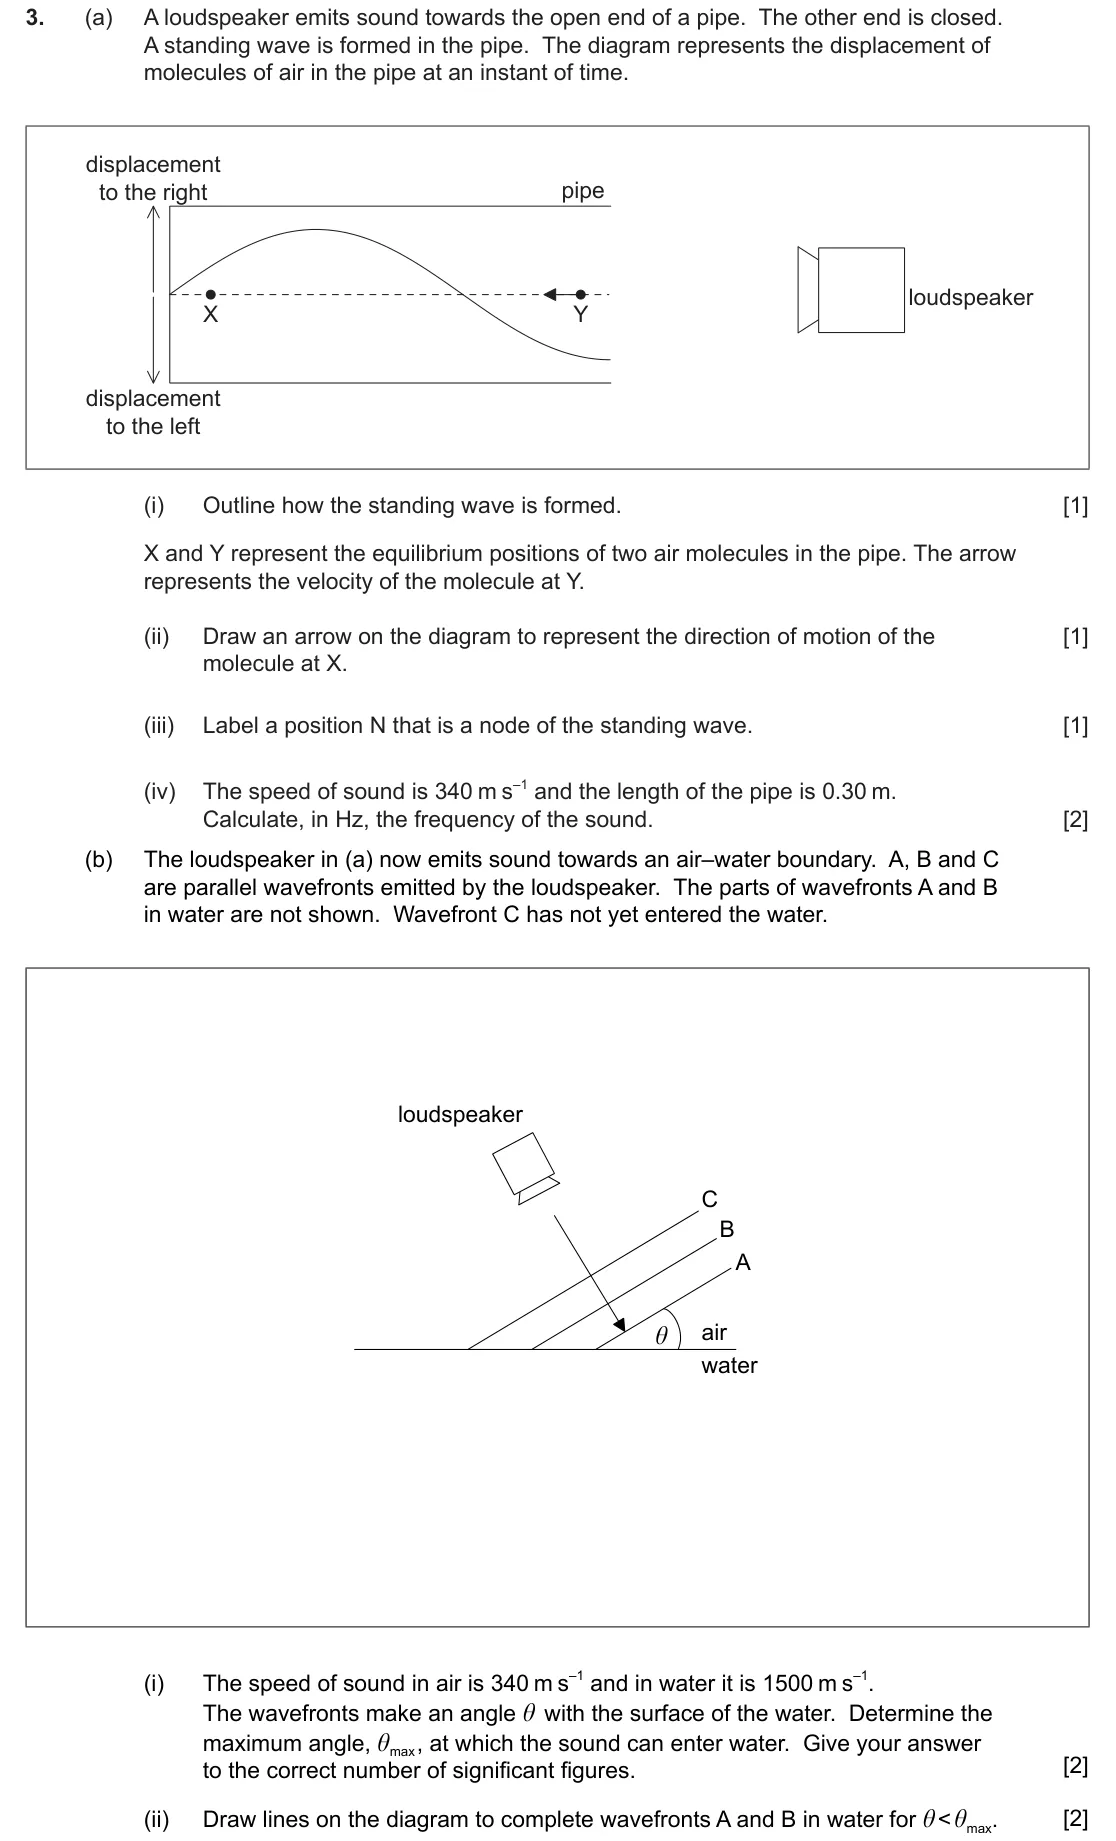 3. (a) A loudspeaker emits sound towards the open end of a pipe. The other end is closed.
A standing wave is formed in the pipe. The diagram represents the displacement of
molecules of air in the pipe at an instant of time.
displacement
to the right
pipe
loudspeaker
X
Y
displacement
to the left
(i) Outline how the standing wave is formed. [1]
X and Y represent the equilibrium positions of two air molecules in the pipe. The arrow
represents the velocity of the molecule at Y.
(ii) Draw an arrow on the diagram to represent the direction of motion of the [1]
molecule at X.
(iii) Label a position N that is a node of the standing wave. [1]
(iv) The speed of sound is 340 m s⁻¹ and the length of the pipe is 0.30 m.
Calculate, in Hz, the frequency of the sound. [2]
(b) The loudspeaker in (a) now emits sound towards an air–water boundary. A, B and C
are parallel wavefronts emitted by the loudspeaker. The parts of wavefronts A and B
in water are not shown. Wavefront C has not yet entered the water.
loudspeaker
C
B
A
θ air
water
(i) The speed of sound in air is 340 m s⁻¹ and in water it is 1500 m s⁻¹.
The wavefronts make an angle θ with the surface of the water. Determine the
maximum angle, θmax, at which the sound can enter water. Give your answer
to the correct number of significant figures. [2]
(ii) Draw lines on the diagram to complete wavefronts A and B in water for θ < θmax. [2]